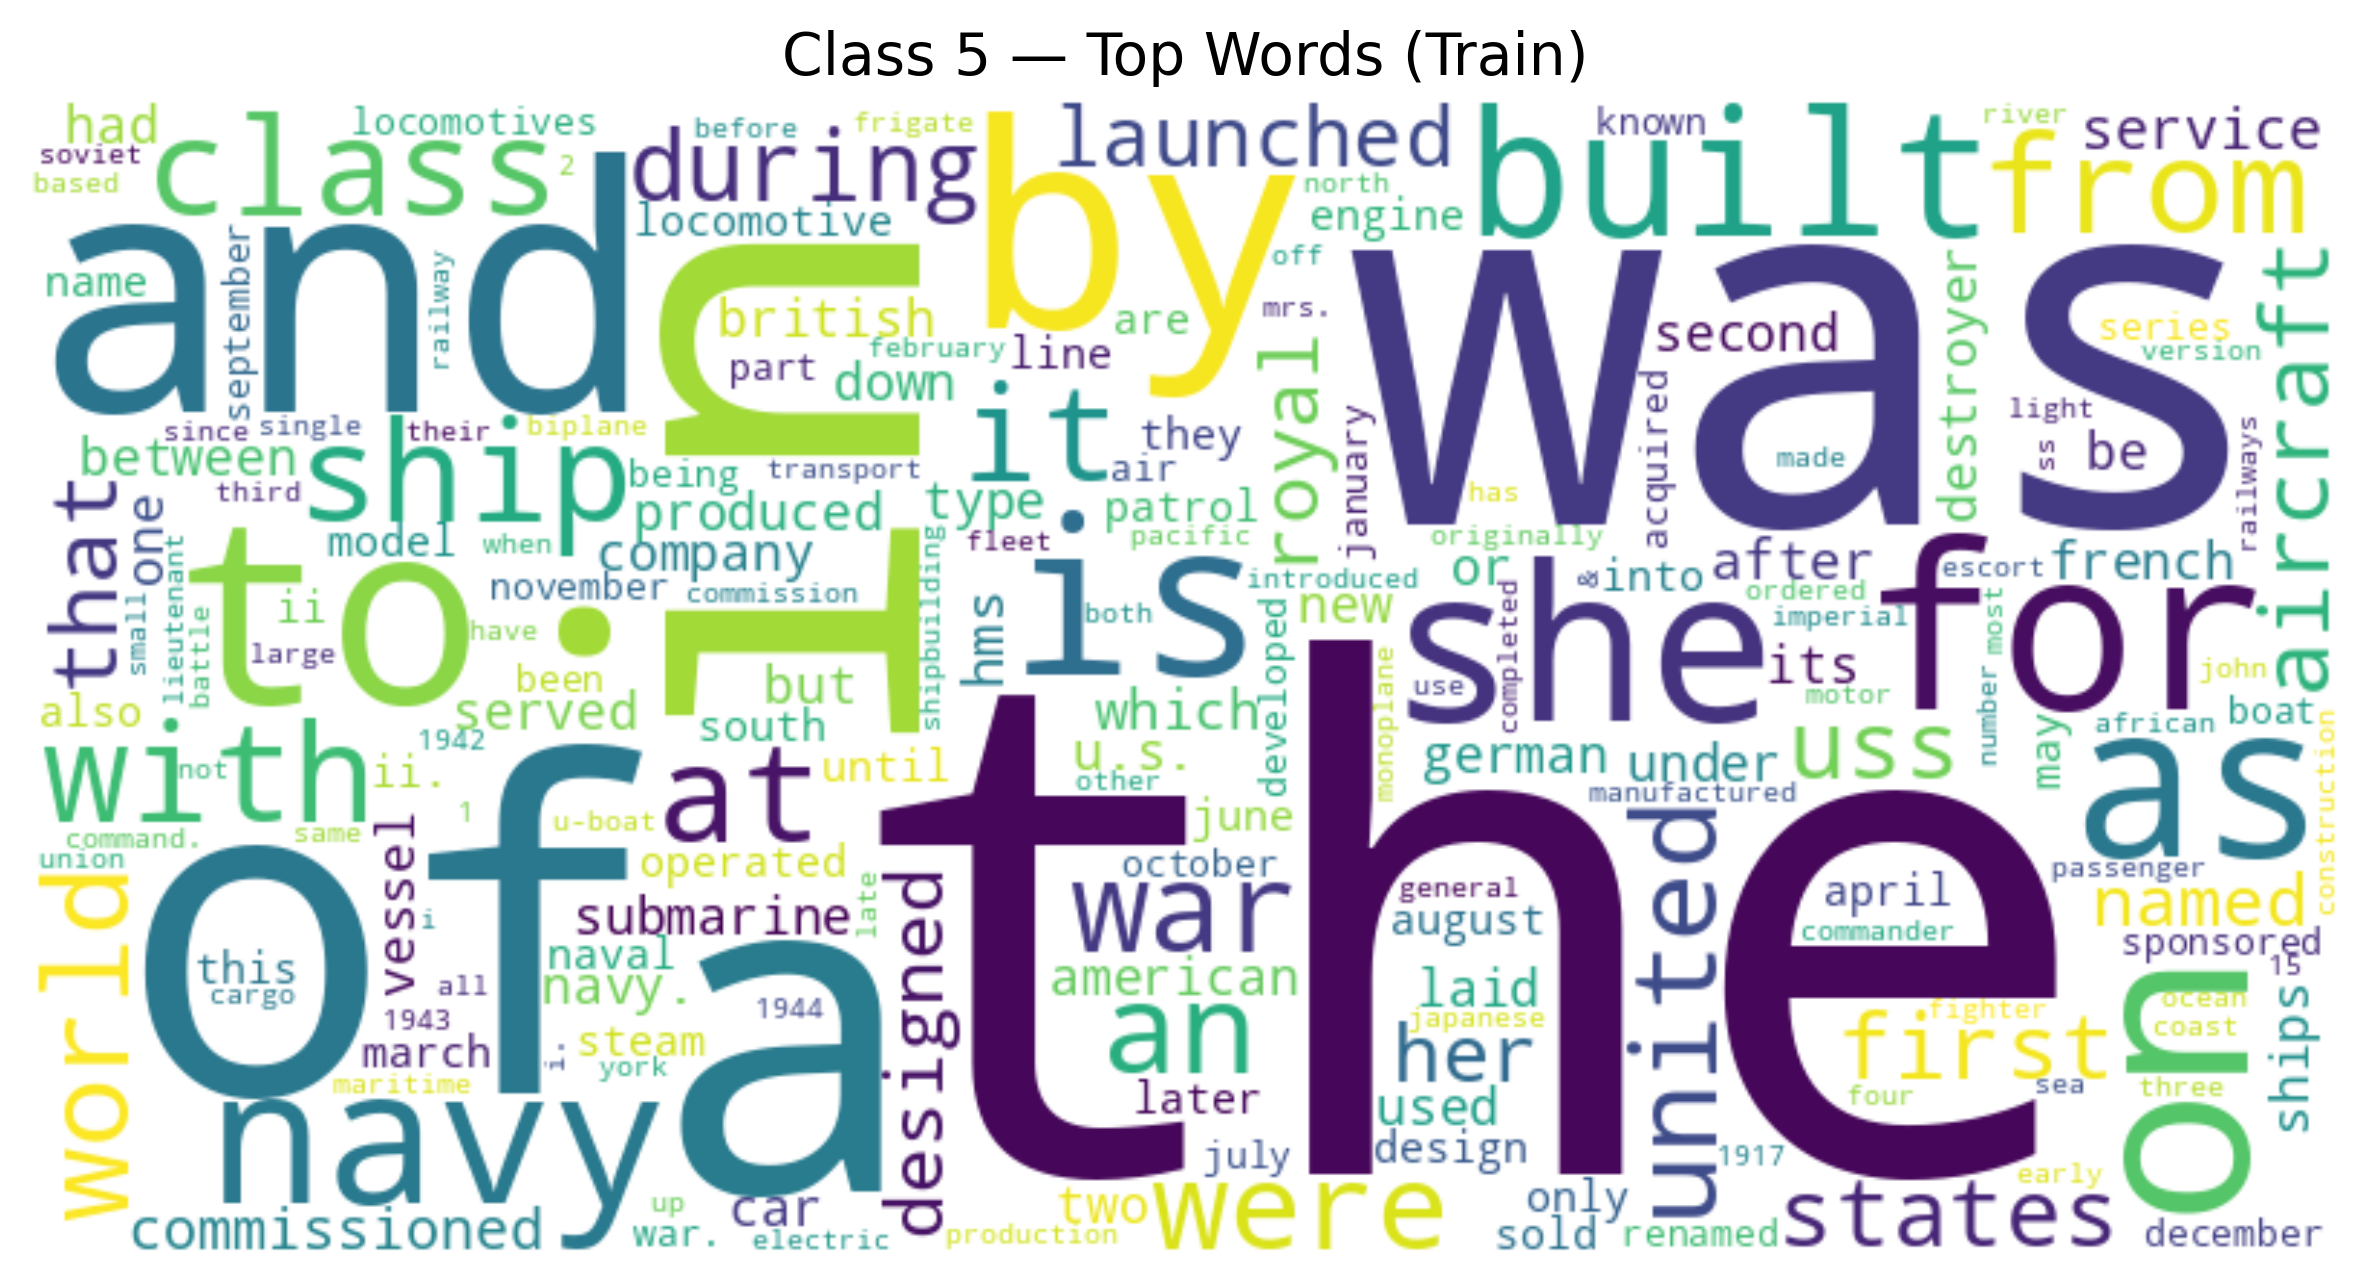 Class 5 — Top Words (Train)
had
locomotives
before
frigate
launched
known
river
service
soviet
class
2
during
by
built
from
based
north
engine
locomotive
and
in
was
september
railway
name
off
british
are
mrs.
second
series
version
destroyer
aircraft
february
line
part
down
royal
it
they
january
acquired
light
be
ss
made
railways
since
single
their
biplane
between
ship
being
transport
air
third
produced
type
patrol
has
that
one
model
when
company
fleet
pacific
originally
november
commission
shipbuilding
is
introduced
or
&
into
after
escort
french
to
ii
small
lieutenant
battle
large
have
hms
both
developed
new
she
completed
ordered
imperial
for
most
been
but
use
its
john
also
served
south
which
monoplane
motor
number
may
african
boat
with
1942
not
ii.
at
until
u.s.
other
german
under
uss
as
construction
manufactured
command.
same
1
u-boat
june
the
united
union
world
of
vessel
operated
late
designed
october
general
april
passenger
named
this
cargo
i
submarine
war
august
commander
sponsored
all
naval
navy.
a
1944
american
laid
15
ocean
1943
march
i.
steam
york
an
japanese
her
fighter
first
on
coast
ships
maritime
later
used
four
sea
three
navy
july
design
1917
early
commissioned
up
car
war.
electric
production
two
were
only
sold
renamed
states
december